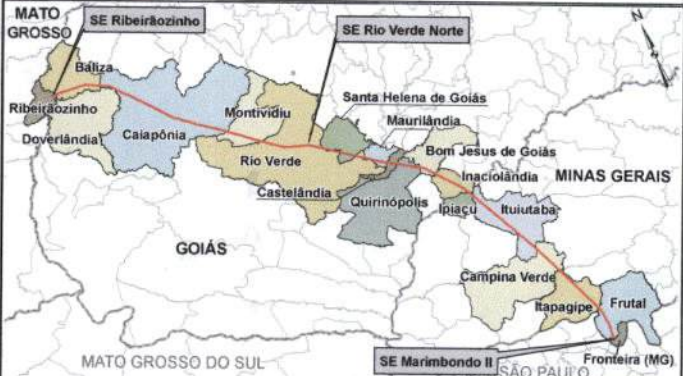 MATO
GROSSO
SE Ribeirãozinho
SE Rio Verde Norte
N
Baliza
Ribeirãozinho
Doverlândia
Caiapônia
Montividiu
Santa Helena de Goiás
Maurilândia
Rio Verde
Bom Jesus de Goiás
Castelândia
Quirinópolis
Inaciolândia
MINAS GERAIS
Ipiaçu
Ituiutaba
GOIÁS
Campina Verde
Itapagipe
Frutal
MATO GROSSO DO SUL
SE Marimbondo II
Fronteira (MG)
SÃO PAULO